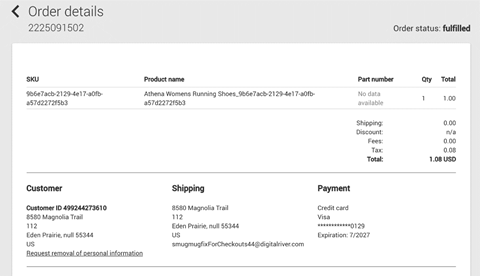 Order details
2225091502
Order status: fulfilled
SKU Product name Part number Qty Total
9b6e7acb-2129-4e17-a0fb-a57d2272f5b3 Athena Womens Running Shoes_9b6e7acb-2129-4e17-a0fb-a57d2272f5b3 No data available 1 1.00
Shipping: 0.00
Discount: n/a
Fees: 0.00
Tax: 0.08
Total: 1.08 USD
Customer
Customer ID 499244273610
8580 Magnolia Trail
112
Eden Prairie, null 55344
US
Request removal of personal information
Shipping
8580 Magnolia Trail
112
Eden Prairie, null 55344
US
smugmugfixForCheckouts44@digitalriver.com
Payment
Credit card
Visa
************0129
Expiration: 7/2027